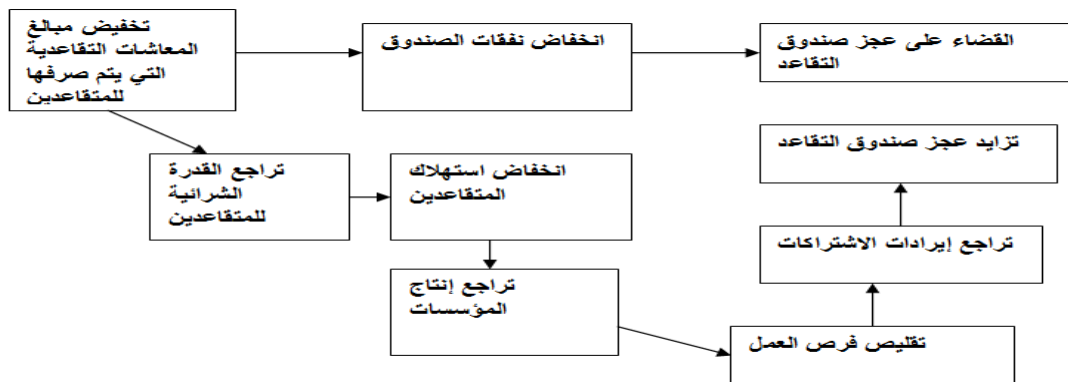 تخفيض مبالغ
المعاشات التقاعدية
التي يتم صرفها
للمتقاعدين
انخفاض نفقات الصندوق
القضاء على عجز صندوق
التقاعد
تراجع القدرة
الشرائية
للمتقاعدين
انخفاض استهلاك
المتقاعدين
تراجع إنتاج
المؤسسات
تقليص فرص العمل
تراجع إيرادات الاشتراكات
تزايد عجز صندوق التقاعد